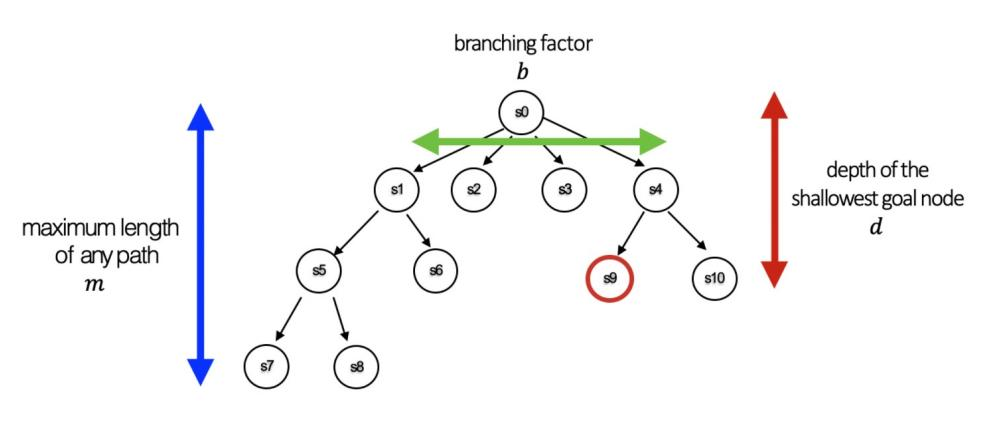 branching factor
b
s0
s1
s2
s3
s4
maximum length
of any path
m
depth of the
shallowest goal node
d
s5
s6
s9
s10
s7
s8